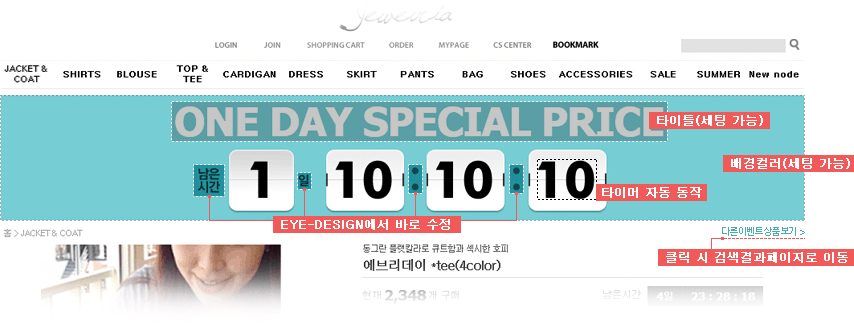 Jewelria
LOGIN JOIN SHOPPING CART ORDER MYPAGE CS CENTER BOOKMARK
JACKET & COAT SHIRTS BLOUSE TOP & TEE CARDIGAN DRESS SKIRT PANTS BAG SHOES ACCESSORIES SALE SUMMER New node
ONE DAY SPECIAL PRICE
타이틀(세팅 가능)
배경컬러(세팅 가능)
남은시간 1 일 10 : 10 : 10
타이머 자동 동작
EYE-DESIGN에서 바로 수정
홈 > JACKET & COAT
다른이벤트상품보기 >
클릭 시 검색결과페이지로 이동
동그란 플랫칼라로 큐트함과 섹시한 호피
에브리데이 *tee(4color)
현재 2,348개 구매
남은시간 4일 23 : 28 : 18